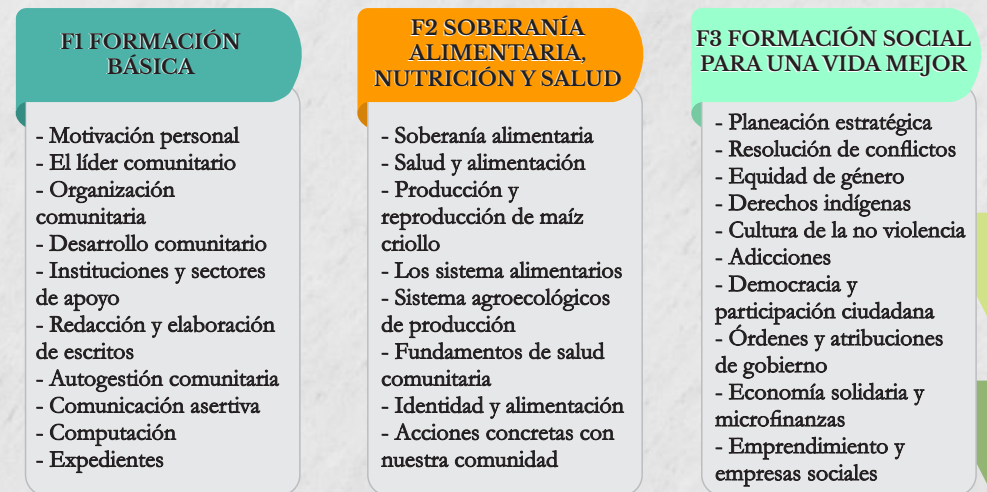 F1 FORMACIÓN
BÁSICA
- Motivación personal
- El líder comunitario
- Organización
comunitaria
- Desarrollo comunitario
- Instituciones y sectores
de apoyo
- Redacción y elaboración
de escritos
- Autogestión comunitaria
- Comunicación asertiva
- Computación
- Expedientes
F2 SOBERANÍA
ALIMENTARIA,
NUTRICIÓN Y SALUD
- Soberanía alimentaria
- Salud y alimentación
- Producción y
reproducción de maíz
criollo
- Los sistema alimentarios
- Sistema agroecológicos
de producción
- Fundamentos de salud
comunitaria
- Identidad y alimentación
- Acciones concretas con
nuestra comunidad
F3 FORMACIÓN SOCIAL
PARA UNA VIDA MEJOR
- Planeación estratégica
- Resolución de conflictos
- Equidad de género
- Derechos indígenas
- Cultura de la no violencia
- Adicciones
- Democracia y
participación ciudadana
- Órdenes y atribuciones
de gobierno
- Economía solidaria y
microfinanzas
- Emprendimiento y
empresas sociales